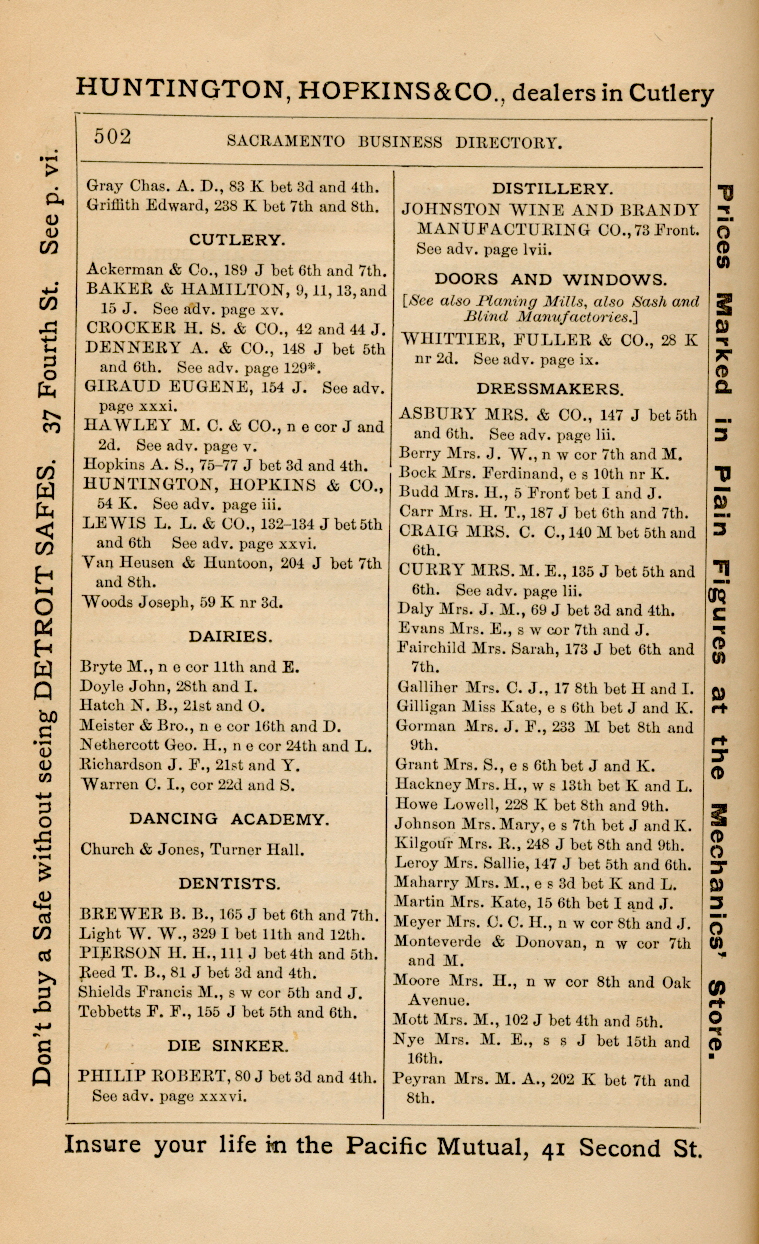 HUNTINGTON, HOPKINS & CO., dealers in Cutlery
502 SACRAMENTO BUSINESS DIRECTORY.
Gray Chas. A. D., 83 K bet 3d and 4th.
Griffith Edward, 238 K bet 7th and 8th.
CUTLERY.
Ackerman & Co., 189 J bet 6th and 7th.
BAKER & HAMILTON, 9, 11, 13, and
15 J. See adv. page xv.
CROCKER H. S. & CO., 42 and 44 J.
DENNERY A. & CO., 148 J bet 5th
and 6th. See adv. page 129*.
GIRAUD EUGENE, 154 J. See adv.
page xxxi.
HAWLEY M. C. & CO., n e cor J and
2d. See adv. page v.
Hopkins A. S., 75-77 J bet 3d and 4th.
HUNTINGTON, HOPKINS & CO.,
54 K. See adv. page iii.
LEWIS L. L. & CO., 132-134 J bet 5th
and 6th See adv. page xxvi.
Van Heusen & Huntoon, 204 J bet 7th
and 8th.
Woods Joseph, 59 K nr 3d.
DAIRIES.
Bryte M., n e cor 11th and E.
Doyle John, 28th and I.
Hatch N. B., 21st and O.
Meister & Bro., n e cor 16th and D.
Nethercott Geo. H., n e cor 24th and L.
Richardson J. F., 21st and Y.
Warren C. I., cor 22d and S.
DANCING ACADEMY.
Church & Jones, Turner Hall.
DENTISTS.
BREWER B. B., 165 J bet 6th and 7th.
Light W. W., 329 I bet 11th and 12th.
PIERSON H. H., 111 J bet 4th and 5th.
Reed T. B., 81 J bet 3d and 4th.
Shields Francis M., s w cor 5th and J.
Tebbetts F. F., 155 J bet 5th and 6th.
DIE SINKER.
PHILIP ROBERT, 80 J bet 3d and 4th.
See adv. page xxxvi.
DISTILLERY.
JOHNSTON WINE AND BRANDY
MANUFACTURING CO., 73 Front.
See adv. page lvii.
DOORS AND WINDOWS.
[See also Planing Mills, also Sash and
Blind Manufactories.]
WHITTIER, FULLER & CO., 28 K
nr 2d. See adv. page ix.
DRESSMAKERS.
ASBURY MRS. & CO., 147 J bet 5th
and 6th. See adv. page lii.
Berry Mrs. J. W., n w cor 7th and M.
Bock Mrs. Ferdinand, e s 10th nr K.
Budd Mrs. H., 5 Front bet I and J.
Carr Mrs. H. T., 187 J bet 6th and 7th.
CRAIG MRS. C. C., 140 M bet 5th and
6th.
CURRY MRS. M. E., 135 J bet 5th and
6th. See adv. page lii.
Daly Mrs. J. M., 69 J bet 3d and 4th.
Evans Mrs. E., s w cor 7th and J.
Fairchild Mrs. Sarah, 173 J bet 6th and
7th.
Galliher Mrs. C. J., 17 8th bet H and I.
Gilligan Miss Kate, e s 6th bet J and K.
Gorman Mrs. J. F., 233 M bet 8th and
9th.
Grant Mrs. S., e s 6th bet J and K.
Hackney Mrs. H., w s 13th bet K and L.
Howe Lowell, 228 K bet 8th and 9th.
Johnson Mrs. Mary, e s 7th bet J and K.
Kilgour Mrs. R., 248 J bet 8th and 9th.
Leroy Mrs. Sallie, 147 J bet 5th and 6th.
Maharry Mrs. M., e s 3d bet K and L.
Martin Mrs. Kate, 15 6th bet I and J.
Meyer Mrs. C. C. H., n w cor 8th and J.
Monteverde & Donovan, n w cor 7th
and M.
Moore Mrs. H., n w cor 8th and Oak
Avenue.
Mott Mrs. M., 102 J bet 4th and 5th.
Nye Mrs. M. E., s s J bet 15th and
16th.
Peyran Mrs. M. A., 202 K bet 7th and
8th.
Don't buy a Safe without seeing DETROIT SAFES. 37 Fourth St. See p. vi.
Prices Marked in Plain Figures at the Mechanics' Store.
Insure your life in the Pacific Mutual, 41 Second St.